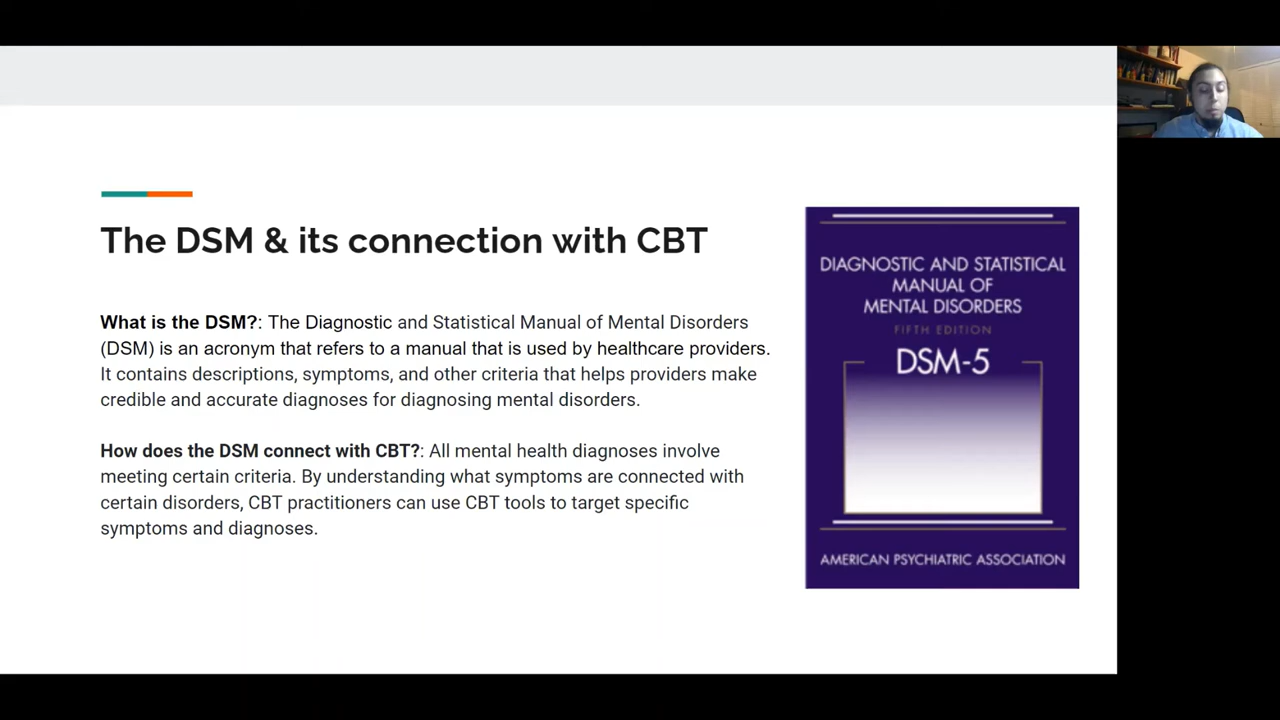 The DSM & its connection with CBT
What is the DSM?: The Diagnostic and Statistical Manual of Mental Disorders
(DSM) is an acronym that refers to a manual that is used by healthcare providers.
It contains descriptions, symptoms, and other criteria that helps providers make
credible and accurate diagnoses for diagnosing mental disorders.
How does the DSM connect with CBT?: All mental health diagnoses involve
meeting certain criteria. By understanding what symptoms are connected with
certain disorders, CBT practitioners can use CBT tools to target specific
symptoms and diagnoses.
DIAGNOSTIC AND STATISTICAL
MANUAL OF
MENTAL DISORDERS
FIFTH EDITION
DSM-5
AMERICAN PSYCHIATRIC ASSOCIATION